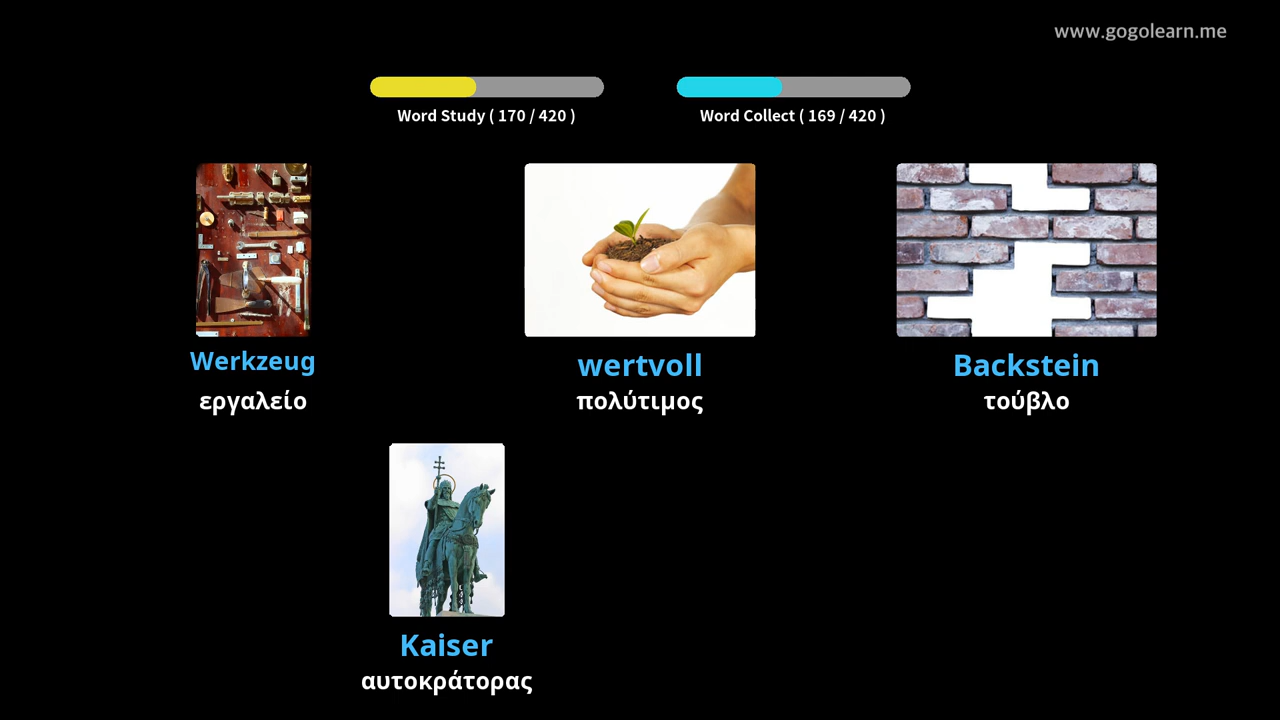 www.gogolearn.me
Word Study ( 170 / 420 )
Word Collect ( 169 / 420 )
Werkzeug
εργαλείο
wertvoll
πολύτιμος
Backstein
τούβλο
Kaiser
αυτοκράτορας